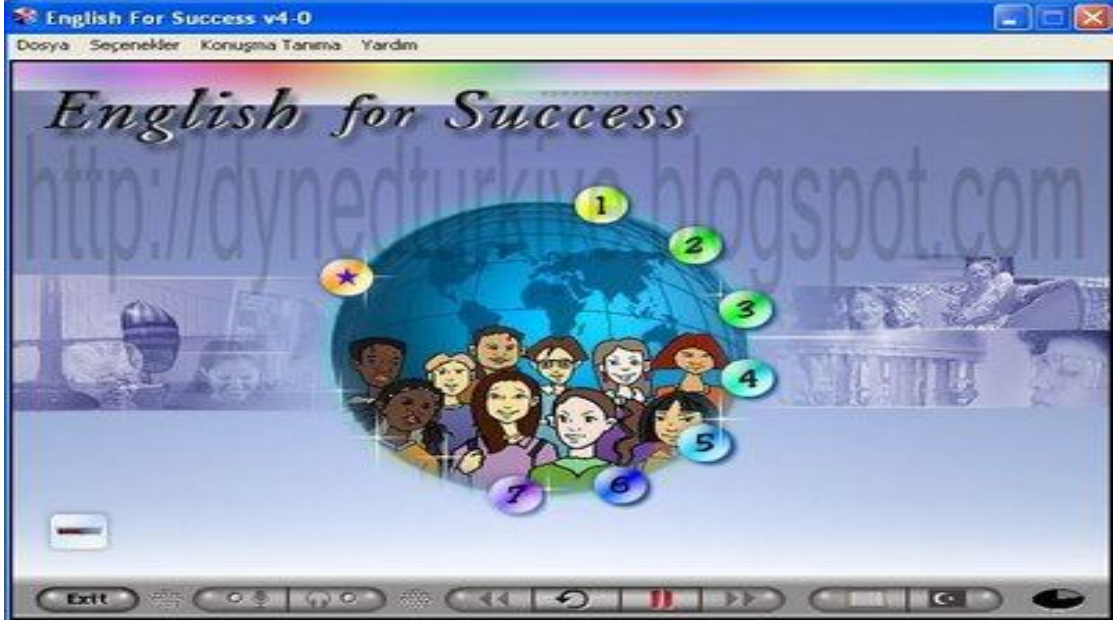 English For Success v4-0
Dosya Seçenekler Konuşma Tanıma Yardım
English for Success
http://dynedturkiye.blogspot.com
1
2
3
4
5
6
7
Exit